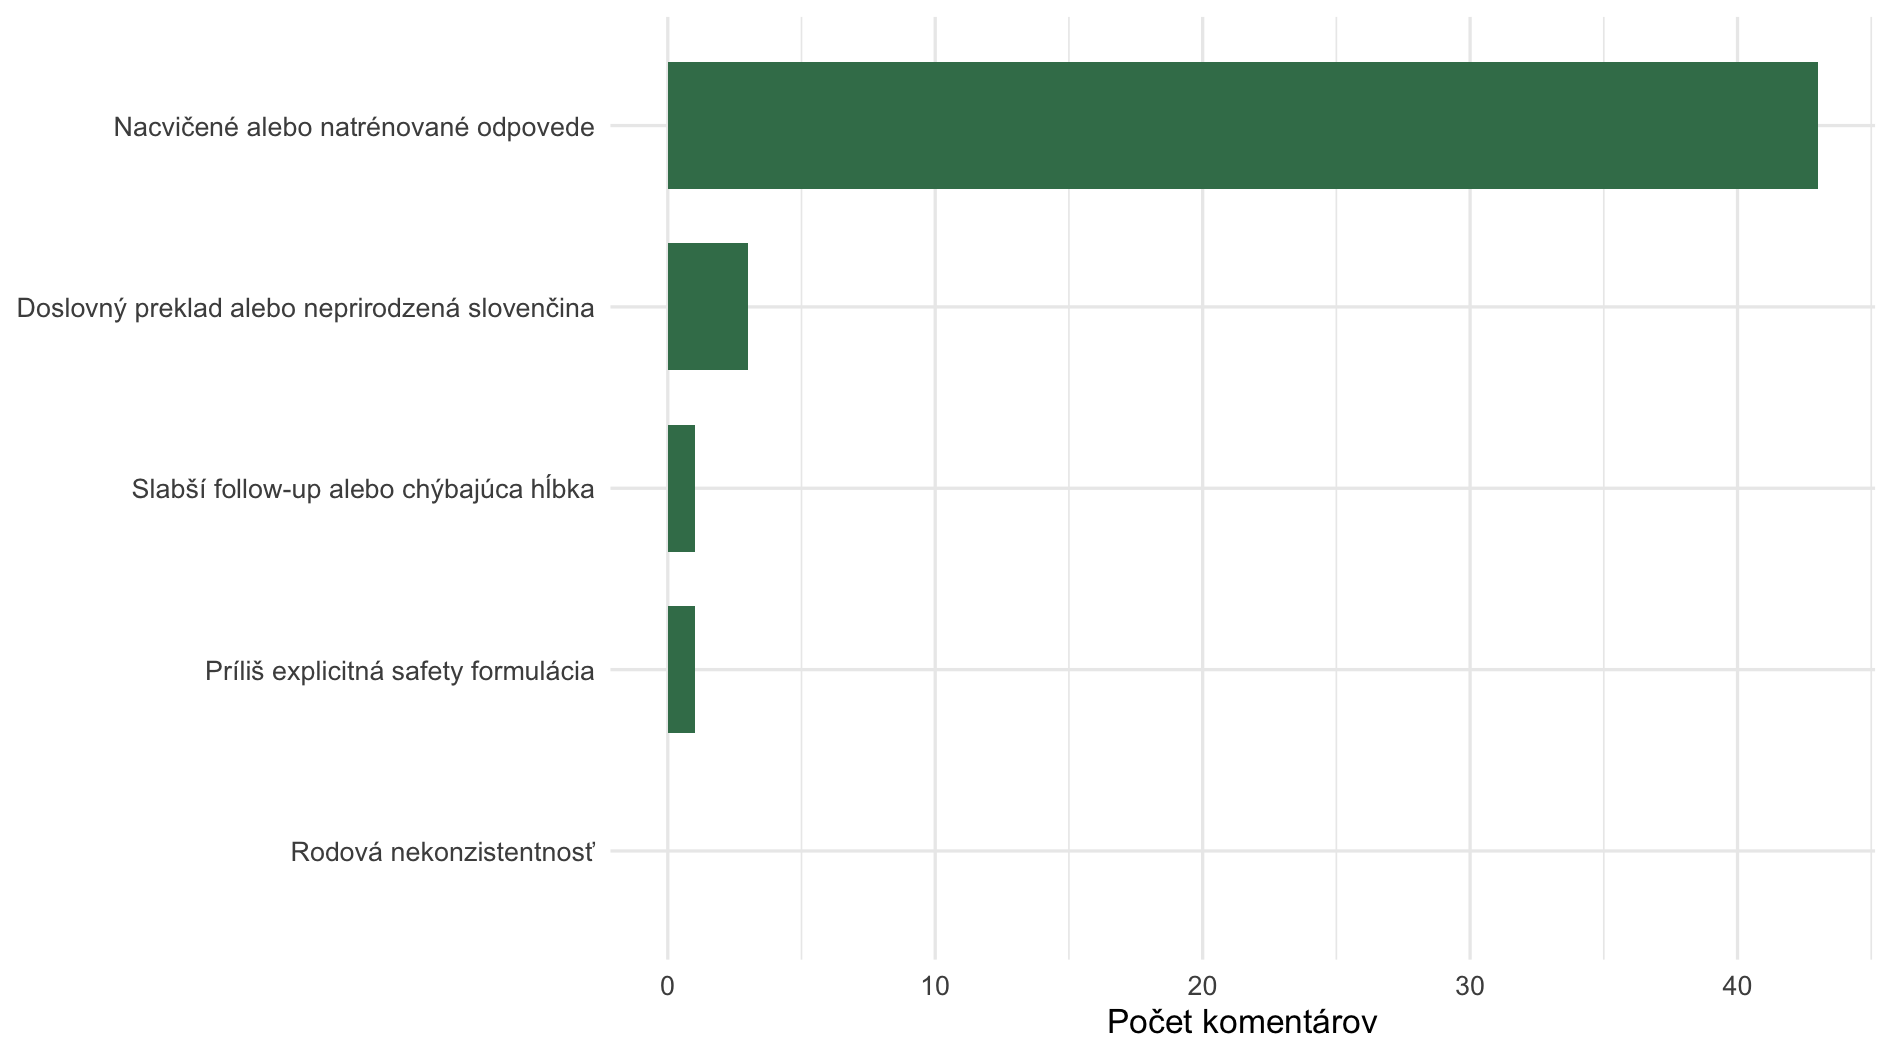 Nacvičené alebo natrénované odpovede
Doslovný preklad alebo neprirodzená slovenčina
Slabší follow-up alebo chýbajúca hĺbka
Príliš explicitná safety formulácia
Rodová nekonzistentnosť
0 10 20 30 40
Počet komentárov